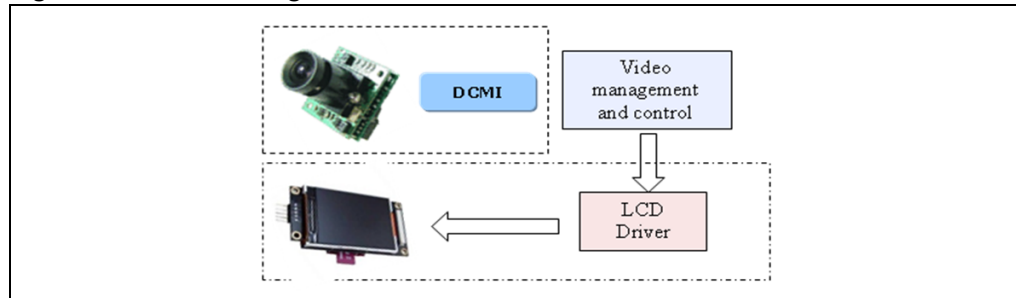 DCMI
Video
management
and control
LCD
Driver